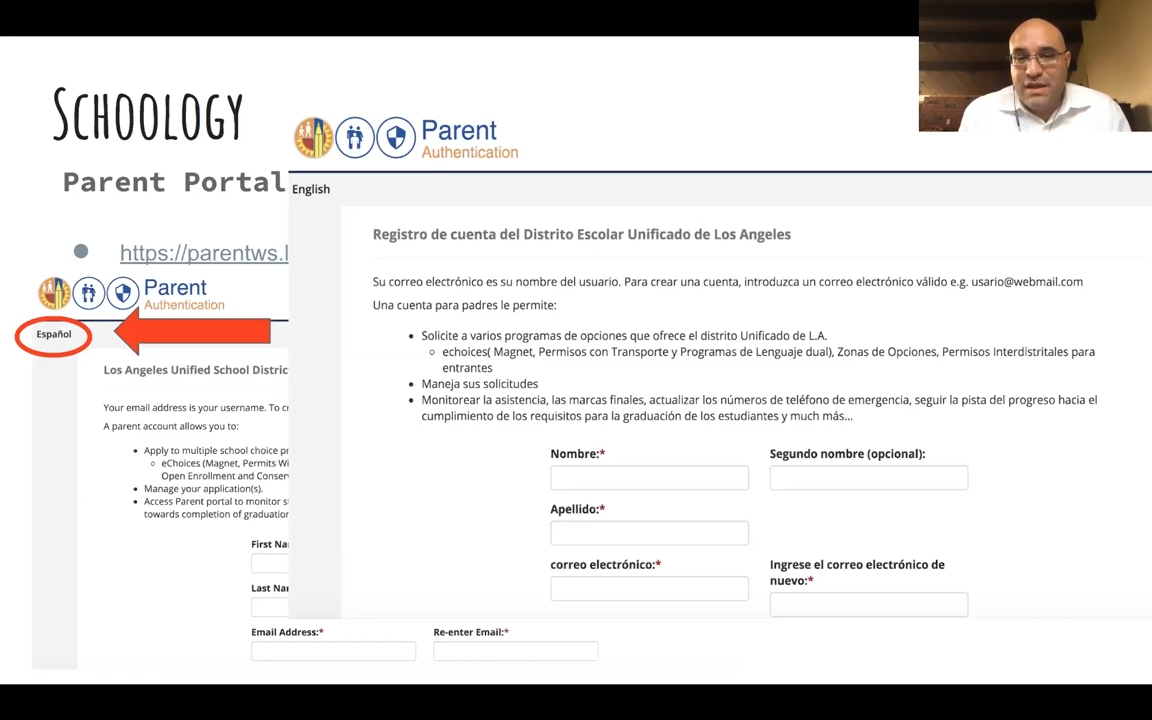 Schoology
Parent Portal
https://parentws.l
Parent
Authentication
Español
Los Angeles Unified School Distric
Your email address is your username. To
A parent account allows you to:
Apply to multiple school choice
eChoices (Magnet, Permits
Open Enrollment and
Manage your application(s).
Access Parent portal to monitor
towards completion of
First
Last
Email Address:*
Re-enter Email:*
Parent
Authentication
English
Registro de cuenta del Distrito Escolar Unificado de Los Angeles
Su correo electrónico es su nombre del usuario. Para crear una cuenta, introduzca un correo electrónico válido e.g. usario@webmail.com
Una cuenta para padres le permite:
Solicite a varios programas de opciones que ofrece el distrito Unificado de L.A.
echoices( Magnet, Permisos con Transporte y Programas de Lenguaje dual), Zonas de Opciones, Permisos Interdistritales para
entrantes
Maneja sus solicitudes
Monitorear la asistencia, las marcas finales, actualizar los números de teléfono de emergencia, seguir la pista del progreso hacia el
cumplimiento de los requisitos para la graduación de los estudiantes y much más...
Nombre:*
Segundo nombre (opcional):
Apellido:*
correo electrónico:*
Ingrese el correo electrónico de
nuevo:*